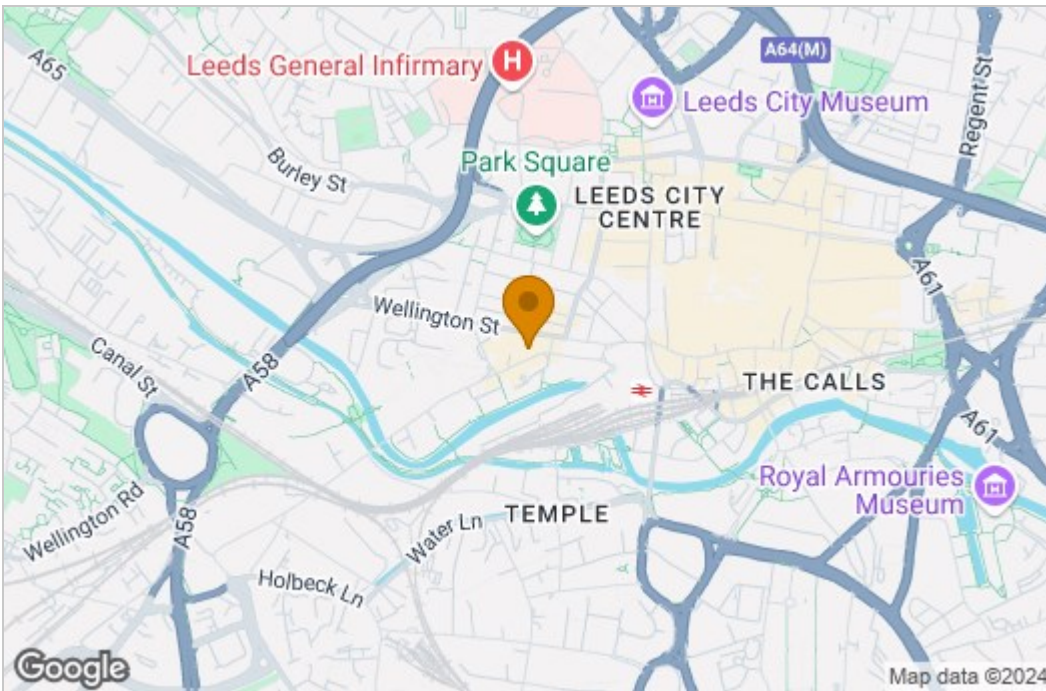 A65
Leeds General Infirmary
H
A64(M)
Leeds City Museum
Regent St
Burley St
Park Square
LEEDS CITY
CENTRE
A61
Wellington St
Canal St
A58
THE CALLS
A61
Royal Armouries
Museum
Wellington Rd
A58
Water Ln
TEMPLE
Holbeck Ln
Google
Map data ©2024